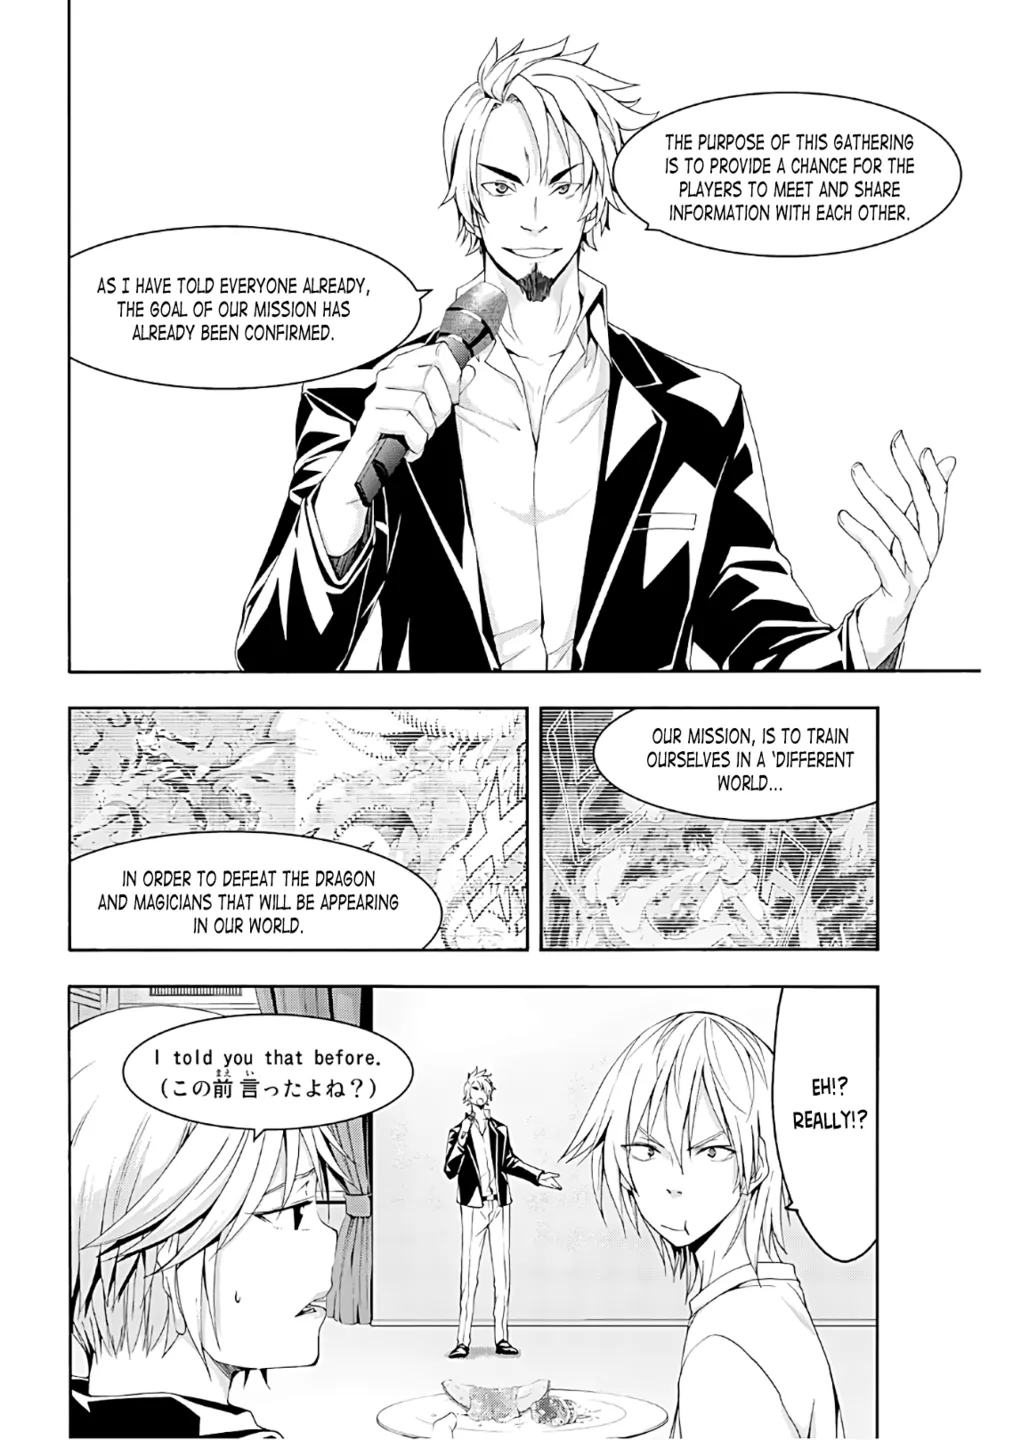 THE PURPOSE OF THIS GATHERING
IS TO PROVIDE A CHANCE FOR THE
PLAYERS TO MEET AND SHARE
INFORMATION WITH EACH OTHER.
AS I HAVE TOLD EVERYONE ALREADY,
THE GOAL OF OUR MISSION HAS
ALREADY BEEN CONFIRMED.
OUR MISSION, IS TO TRAIN
OURSELVES IN A 'DIFFERENT
WORLD...
IN ORDER TO DEFEAT THE DRAGON
AND MAGICIANS THAT WILL BE APPEARING
IN OUR WORLD.
EH!?
REALLY!?
I told you that before.
まえ い
(この前言ったよね?)